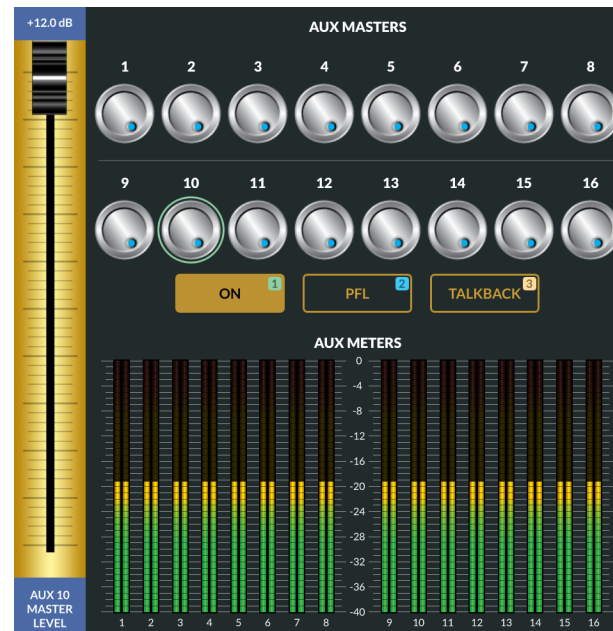 +12.0 dB
AUX MASTERS
1 2 3 4 5 6 7 8
9 10 11 12 13 14 15 16
ON 1 PFL 2 TALKBACK 3
AUX METERS
0
-4
-8
-12
-16
-20
-24
-28
-32
-36
-40
1 2 3 4 5 6 7 8 9 10 11 12 13 14 15 16
AUX 10
MASTER
LEVEL